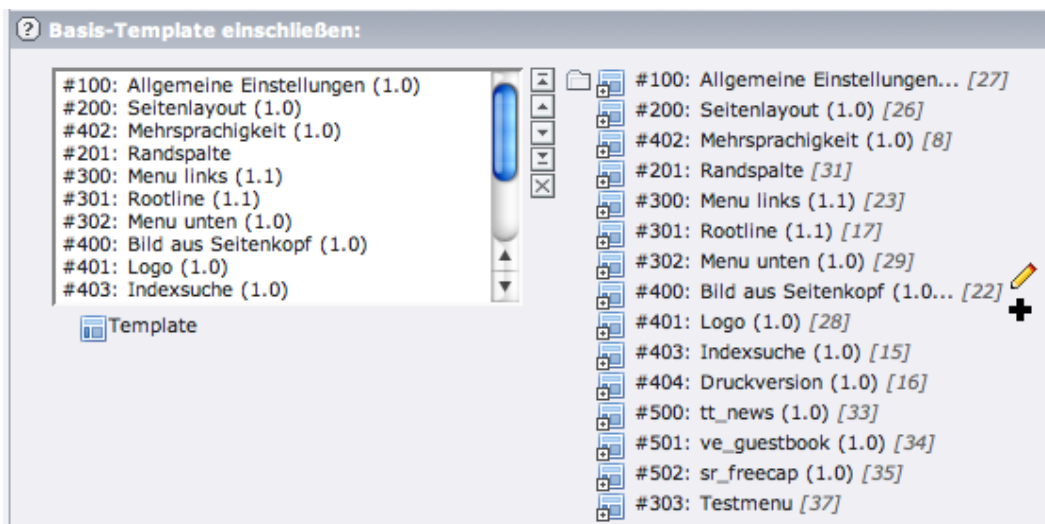 Basis-Template einschließen:
#100: Allgemeine Einstellungen (1.0)
#200: Seitenlayout (1.0)
#402: Mehrsprachigkeit (1.0)
#201: Randspalte
#300: Menu links (1.1)
#301: Rootline (1.1)
#302: Menu unten (1.0)
#400: Bild aus Seitenkopf (1.0)
#401: Logo (1.0)
#403: Indexsuche (1.0)
Template
#100: Allgemeine Einstellungen... [27]
#200: Seitenlayout (1.0) [26]
#402: Mehrsprachigkeit (1.0) [8]
#201: Randspalte [31]
#300: Menu links (1.1) [23]
#301: Rootline (1.1) [17]
#302: Menu unten (1.0) [29]
#400: Bild aus Seitenkopf (1.0... [22]
#401: Logo (1.0) [28]
#403: Indexsuche (1.0) [15]
#404: Druckversion (1.0) [16]
#500: tt_news (1.0) [33]
#501: ve_guestbook (1.0) [34]
#502: sr_freecap (1.0) [35]
#303: Testmenu [37]